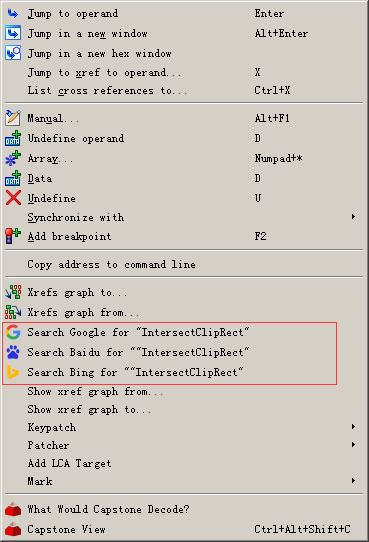 Jump to operand Enter
Jump in a new window Alt+Enter
Jump in a new hex window
Jump to xref to operand... X
List cross references to... Ctrl+X
Manual... Alt+F1
Undefine operand D
Array... Numpad+*
Data D
Undefine U
Synchronize with
Add breakpoint F2
Copy address to command line
Xrefs graph to...
Xrefs graph from...
Search Google for "IntersectClipRect"
Search Baidu for ""IntersectClipRect"
Search Bing for ""IntersectClipRect"
Show xref graph from...
Show xref graph to...
Keypatch
Patcher
Add LCA Target
Mark
What Would Capstone Decode?
Capstone View Ctrl+Alt+Shift+C